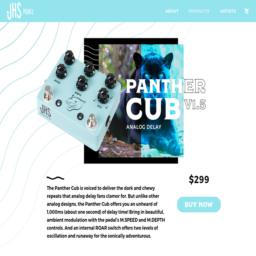 JHS PEDALS
ABOUT PRODUCTS ARTISTS
PANTHER
CUB V1.5
ANALOG DELAY
JHS
$299
The Panther Cub is voiced to deliver the dark and chewy
repeats that analog delay fans clamor for. But unlike other
analog designs, the Panther Cub offers you an unheard of
1,000ms (about one second) of delay time! Bring in beautiful,
ambient modulation with the pedal's M.SPEED and M.DEPTH
controls. And an internal ROAR switch offers two levels of
oscillation and runaway for the sonically adventurous.
BUY NOW